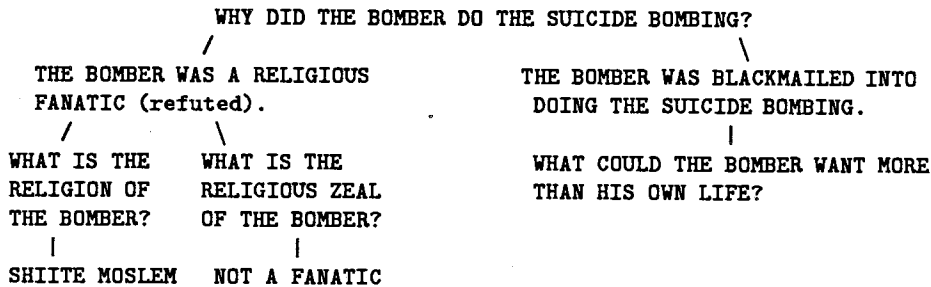 WHY DID THE BOMBER DO THE SUICIDE BOMBING?
THE BOMBER WAS A RELIGIOUS
FANATIC (refuted).
THE BOMBER WAS BLACKMAILED INTO
DOING THE SUICIDE BOMBING.
WHAT IS THE
RELIGION OF
THE BOMBER?
WHAT IS THE
RELIGIOUS ZEAL
OF THE BOMBER?
WHAT COULD THE BOMBER WANT MORE
THAN HIS OWN LIFE?
SHIITE MOSLEM
NOT A FANATIC